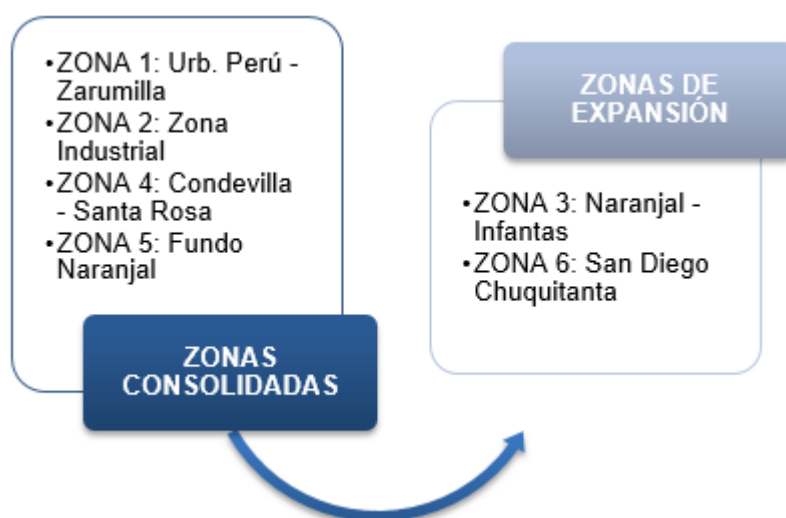 •ZONA 1: Urb. Perú -
Zarumilla
•ZONA 2: Zona
Industrial
•ZONA 4: Condevilla
- Santa Rosa
•ZONA 5: Fundo
Naranjal
ZONAS
CONSOLIDADAS
ZONAS DE
EXPANSIÓN
•ZONA 3: Naranjal -
Infantas
•ZONA 6: San Diego
Chuquitanta